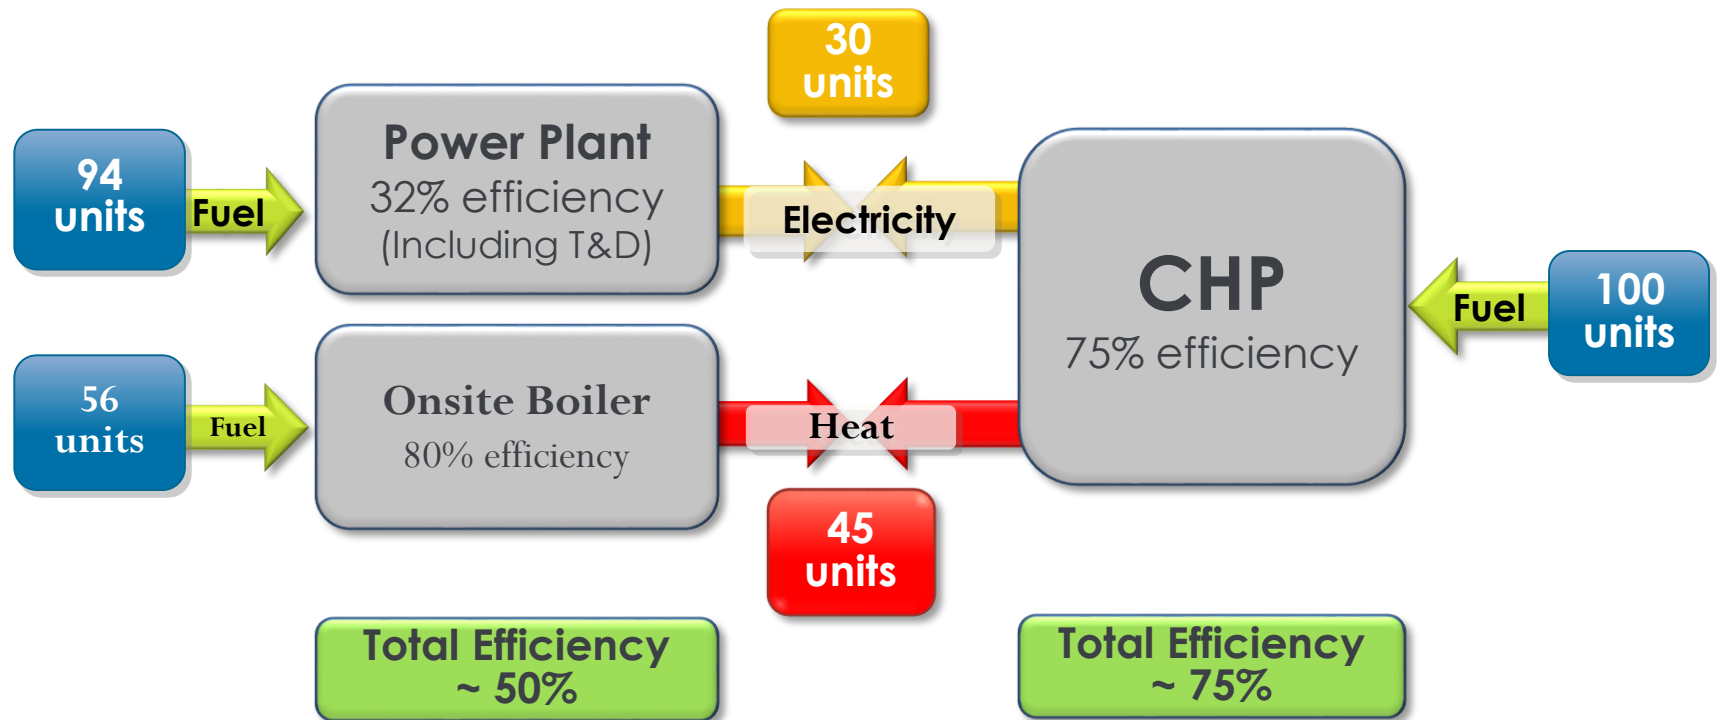 30
units
94
units
Fuel
Power Plant
32% efficiency
(Including T&D)
Electricity
CHP
75% efficiency
Fuel
100
units
56
units
Fuel
Onsite Boiler
80% efficiency
Heat
45
units
Total Efficiency
~ 50%
Total Efficiency
~ 75%